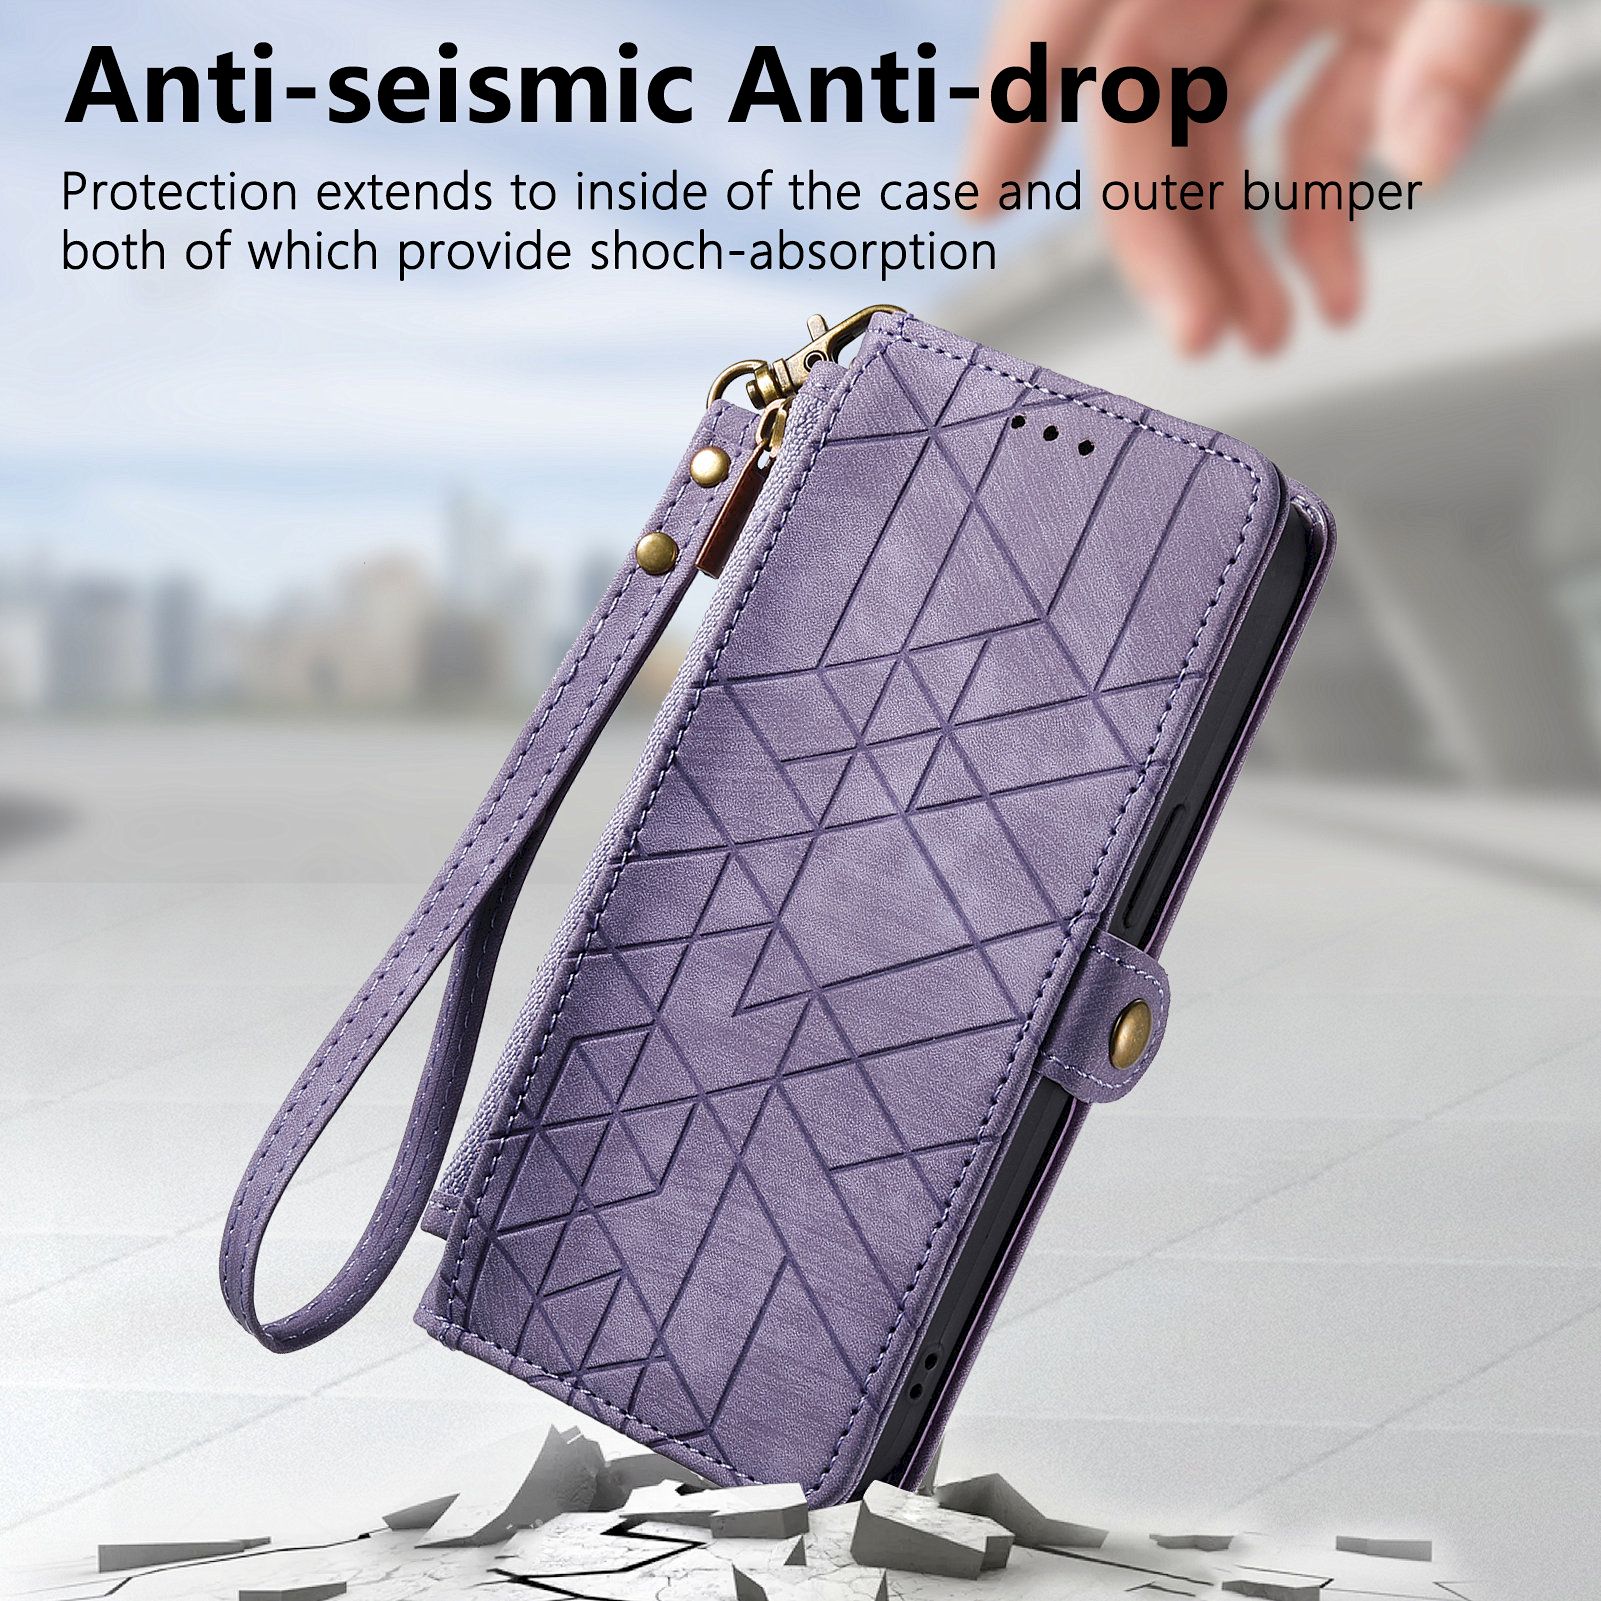 Anti-seismic Anti-drop
Protection extends to inside of the case and outer bumper
both of which provide shoch-absorption